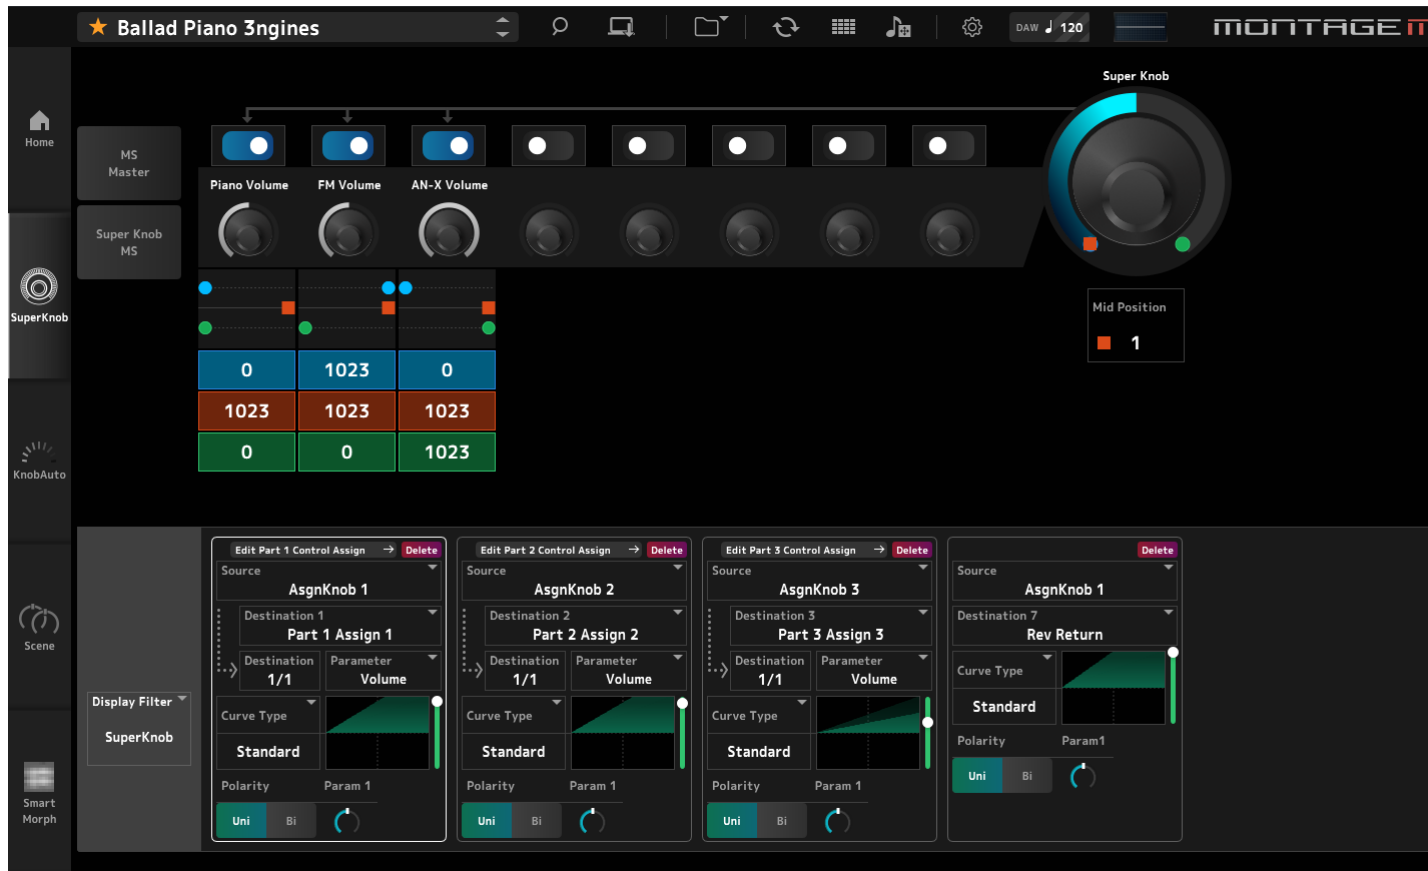 Ballad Piano 3ngines
DAW 120
MONTAGE M
Home
SuperKnob
KnobAuto
Scene
Smart
Morph
MS
Master
Super Knob
MS
Super Knob
Piano Volume FM Volume AN-X Volume
Mid Position
1
0 1023 0
1023 1023 1023
0 0 1023
Display Filter
SuperKnob
Edit Part 1 Control Assign → Delete
Source
AsgnKnob 1
Destination 1
Part 1 Assign 1
Destination Parameter
1/1 Volume
Curve Type
Standard
Polarity Param 1
Uni Bi
Edit Part 2 Control Assign → Delete
Source
AsgnKnob 2
Destination 2
Part 2 Assign 2
Destination Parameter
1/1 Volume
Curve Type
Standard
Polarity Param 1
Uni Bi
Edit Part 3 Control Assign → Delete
Source
AsgnKnob 3
Destination 3
Part 3 Assign 3
Destination Parameter
1/1 Volume
Curve Type
Standard
Polarity Param 1
Uni Bi
Delete
Source
AsgnKnob 1
Destination 7
Rev Return
Curve Type
Standard
Polarity Param1
Uni Bi